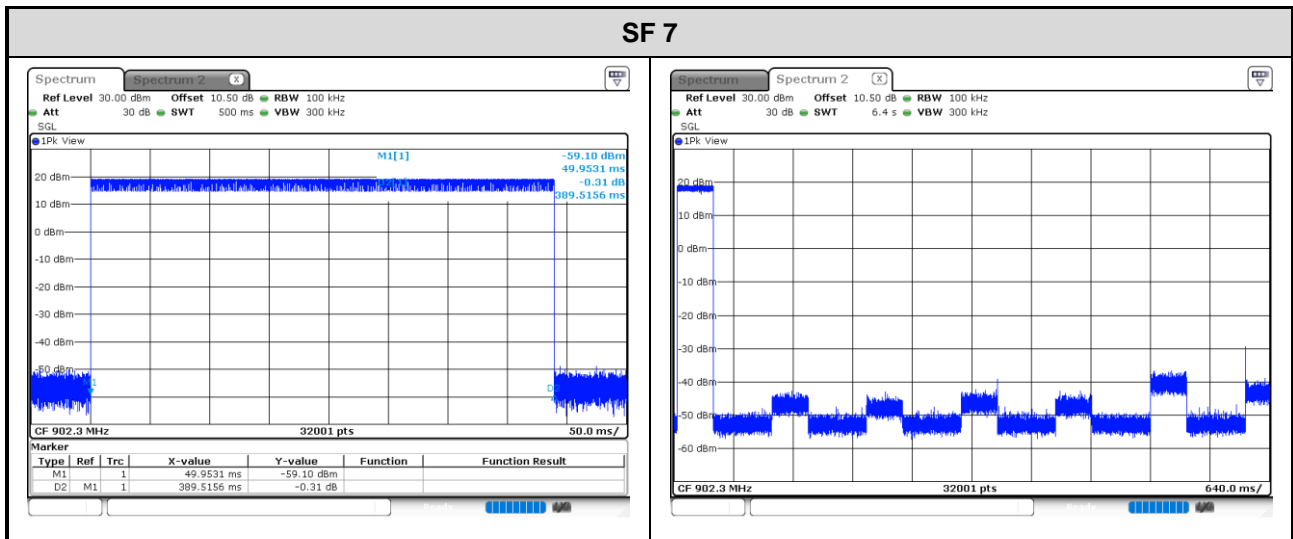 SF 7
Spectrum Spectrum 2 X
Ref Level 30.00 dBm Offset 10.50 dB RBW 100 kHz
Att 30 dB SWT 500 ms VBW 300 kHz
SGL
1Pk View
M1[1] -59.10 dBm
49.9531 ms
-0.31 dB
389.5156 ms
20 dBm
10 dBm
0 dBm
-10 dBm
-20 dBm
-30 dBm
-40 dBm
-50 dBm
CF 902.3 MHz 32001 pts 50.0 ms/
Marker
Type Ref Trc X-value Y-value Function Function Result
M1 1 49.9531 ms -59.10 dBm
D2 M1 1 389.5156 ms -0.31 dB
Ready
Spectrum Spectrum 2 X
Ref Level 30.00 dBm Offset 10.50 dB RBW 100 kHz
Att 30 dB SWT 6.4 s VBW 300 kHz
SGL
1Pk View
20 dBm
10 dBm
0 dBm
-10 dBm
-20 dBm
-30 dBm
-40 dBm
-50 dBm
-60 dBm
CF 902.3 MHz 32001 pts 640.0 ms/
Ready